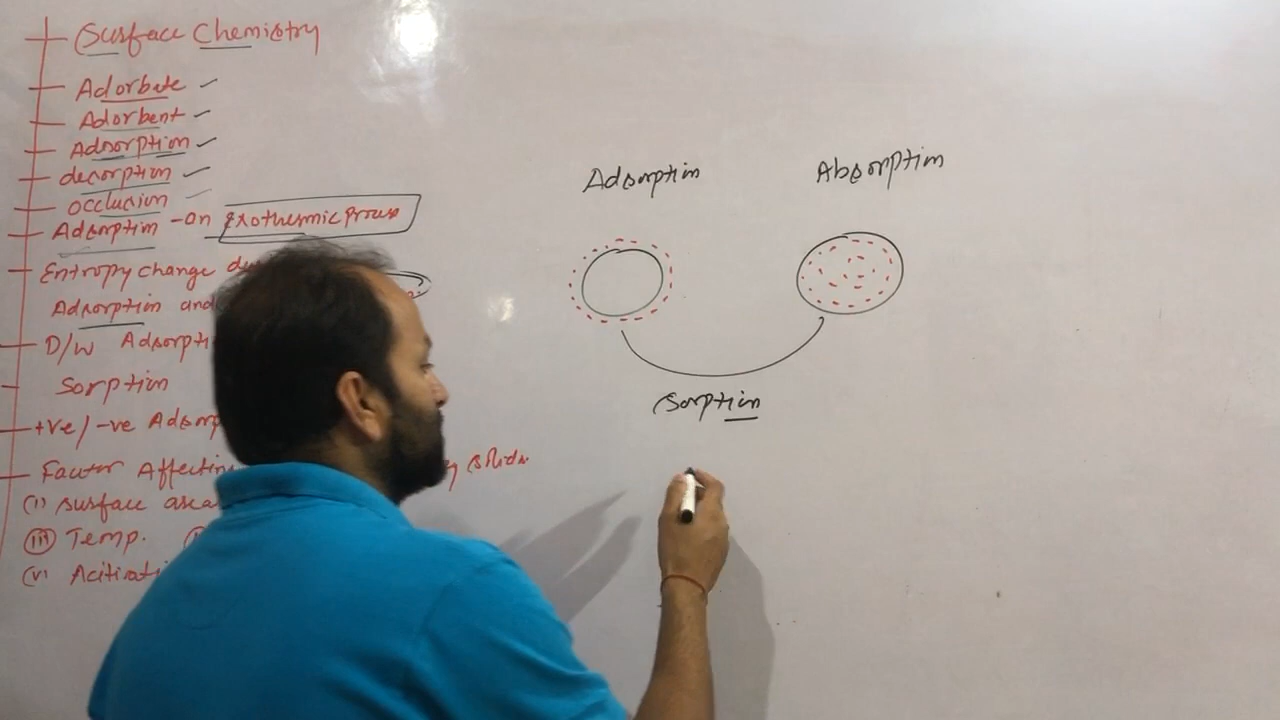 Surface Chemistry
Adorbate
Adorbent
Adsorption
desorption
occlusion
Adsorption - an exothermic process
Entropy change
Adsorption and
D/W Adsorpti
Sorption
+ve/-ve Adsorp
Factor Affectin y solids
(i) surface area
(iii) Temp.
(v) Acitivati
Adsorption
Absorption
Sorption